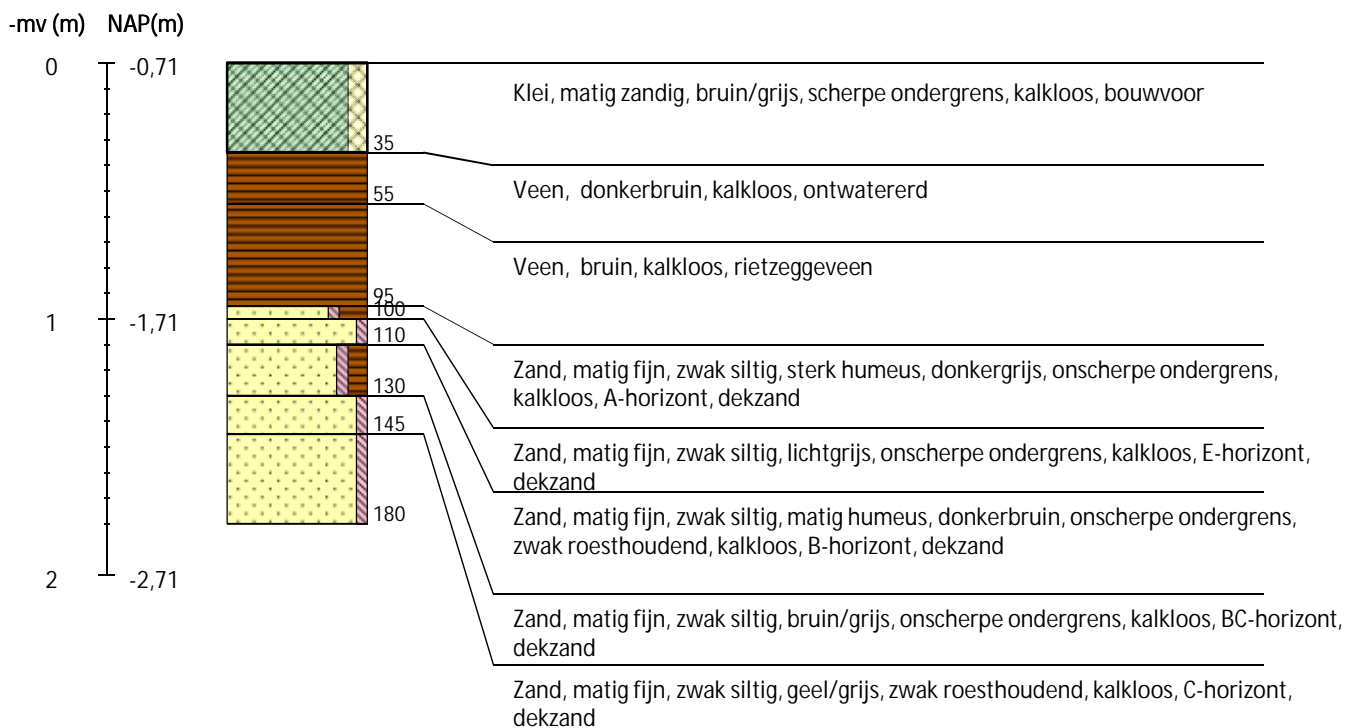 -mv (m) NAP(m)
0 -0,71
Klei, matig zandig, bruin/grijs, scherpe ondergrens, kalkloos, bouwvoor
35
Veen, donkerbruin, kalkloos, ontwatererd
55
Veen, bruin, kalkloos, rietzeggeveen
95
100
1 -1,71
110
Zand, matig fijn, zwak siltig, sterk humeus, donkergrijs, onscherpe ondergrens,
kalkloos, A-horizont, dekzand
130
145
Zand, matig fijn, zwak siltig, lichtgrijs, onscherpe ondergrens, kalkloos, E-horizont,
dekzand
180
Zand, matig fijn, zwak siltig, matig humeus, donkerbruin, onscherpe ondergrens,
zwak roesthoudend, kalkloos, B-horizont, dekzand
2 -2,71
Zand, matig fijn, zwak siltig, bruin/grijs, onscherpe ondergrens, kalkloos, BC-horizont,
dekzand
Zand, matig fijn, zwak siltig, geel/grijs, zwak roesthoudend, kalkloos, C-horizont,
dekzand